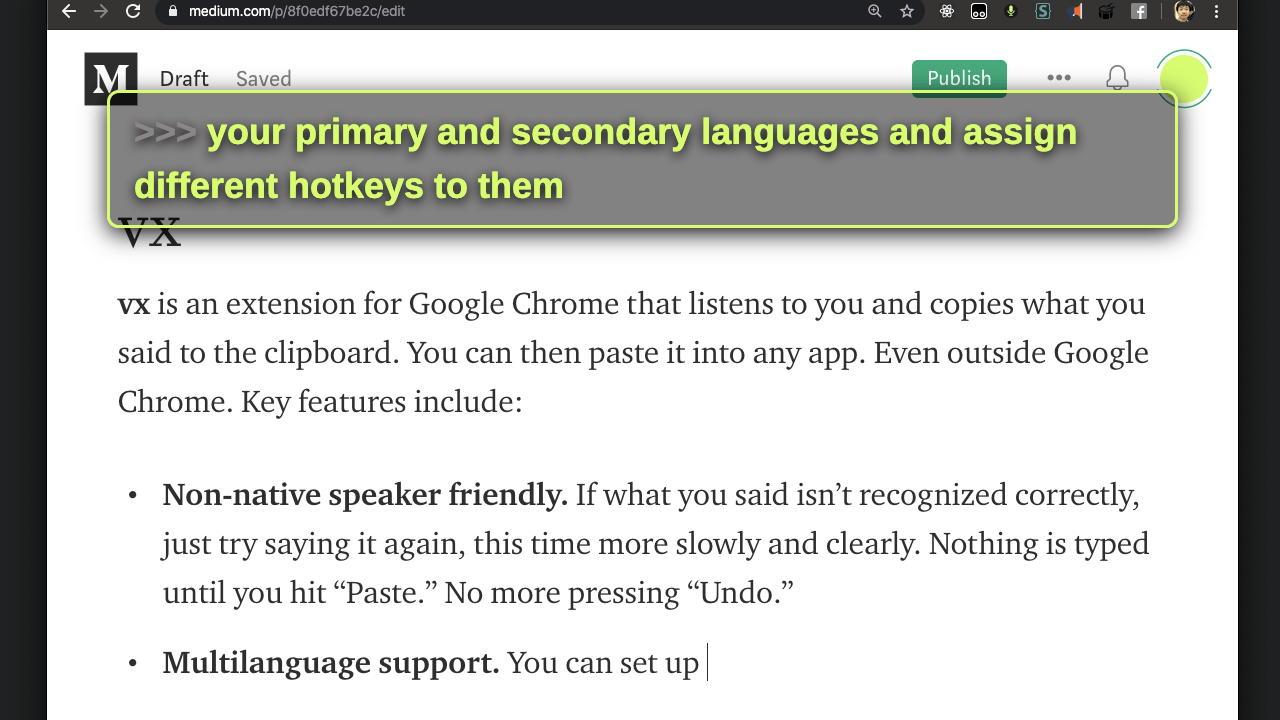 medium.com/p/8f0edf67be2c/edit
M Draft Saved Publish
>>> your primary and secondary languages and assign
different hotkeys to them
vx
vx is an extension for Google Chrome that listens to you and copies what you
said to the clipboard. You can then paste it into any app. Even outside Google
Chrome. Key features include:
• Non-native speaker friendly. If what you said isn’t recognized correctly,
just try saying it again, this time more slowly and clearly. Nothing is typed
until you hit “Paste.” No more pressing “Undo.”
• Multilanguage support. You can set up